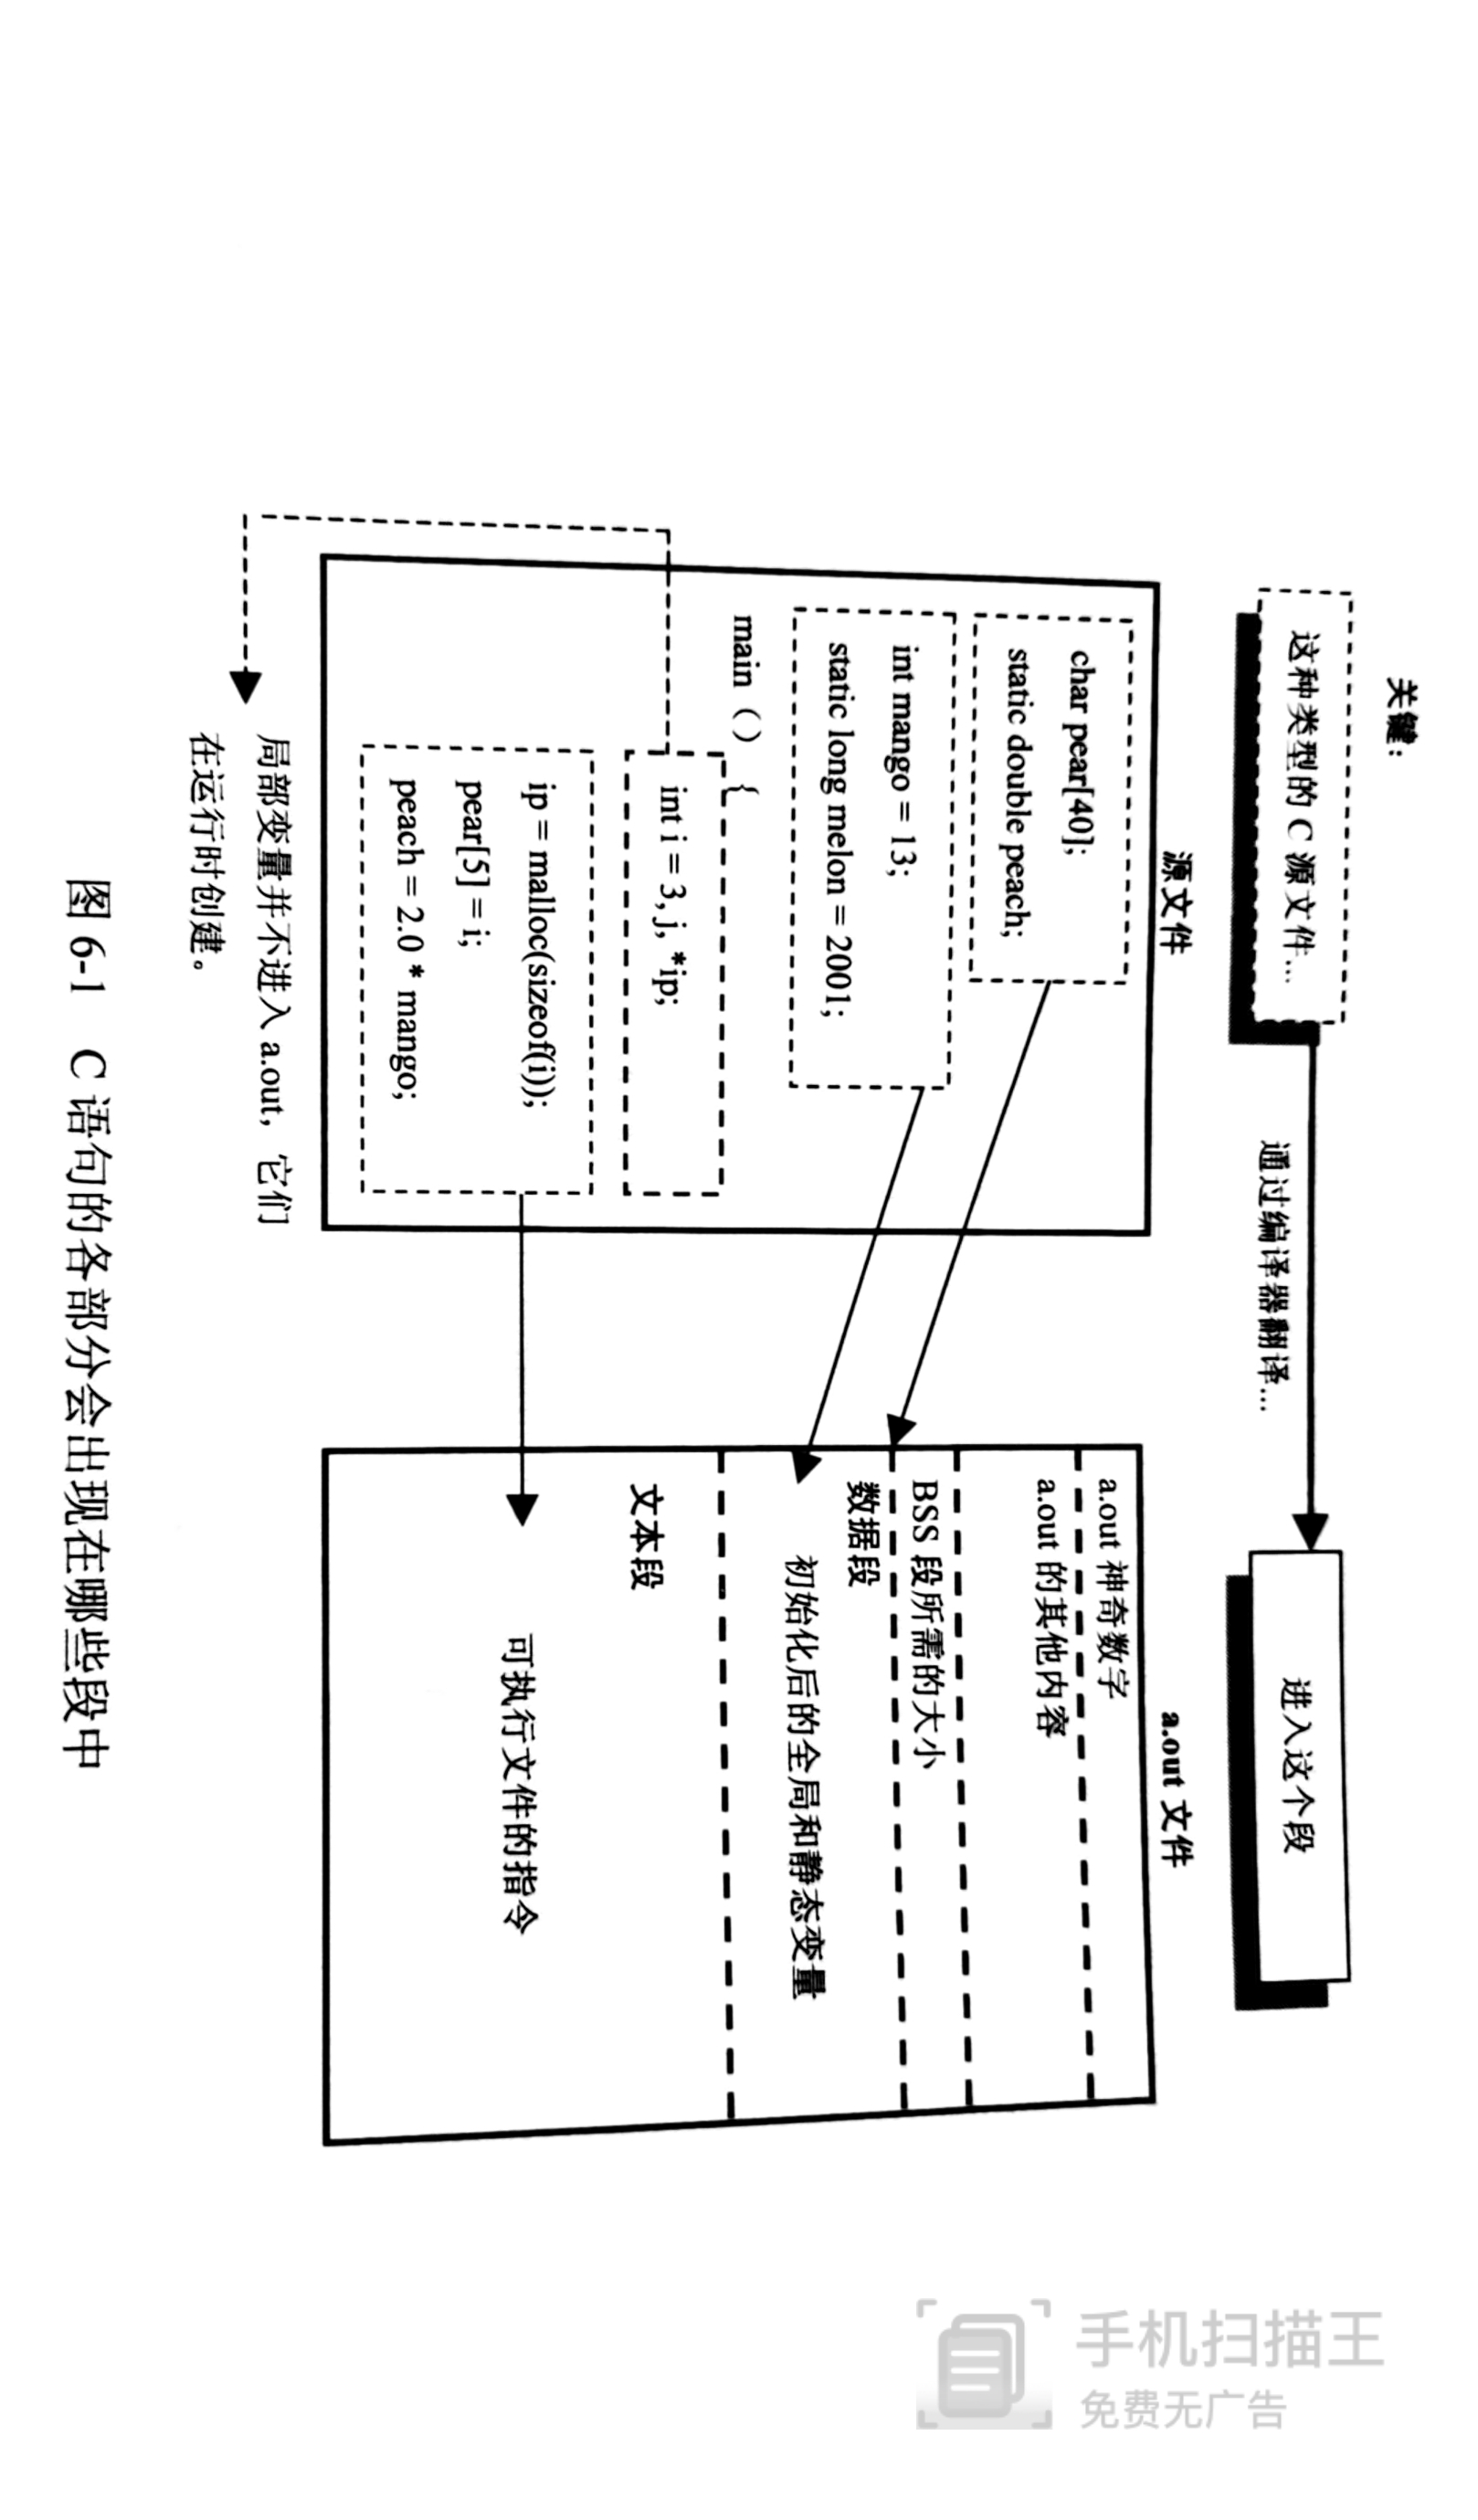 关键:
这种类型的 C 源文件...
通过编译器翻译...
进入这个段
源文件
char pear[40];
static double peach;
int mango = 13;
static long melon = 2001;
main () {
int i = 3, j, *ip;
ip = malloc(sizeof(i));
pear[5] = i;
peach = 2.0 * mango;
局部变量并不进入 a.out, 它们
在运行时创建。
a.out 文件
a.out 神奇数字
a.out 的其他内容
BSS 段所需的大小
数据段
初始化后的全局和静态变量
文本段
可执行文件的指令
图 6-1 C 语句的各部分会出现在哪些段中
手机扫描王
免费无广告